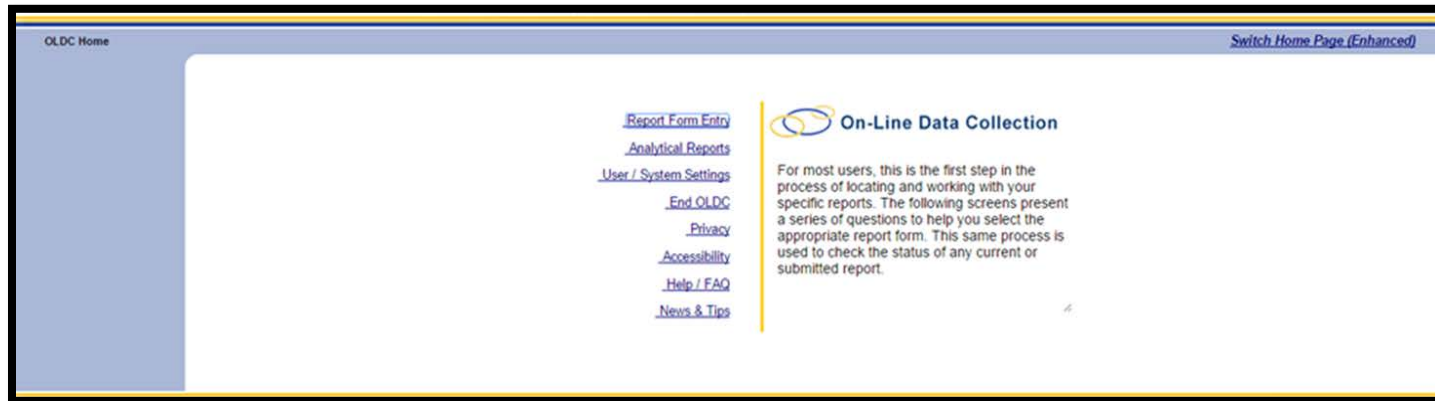 OLDC Home
Switch Home Page (Enhanced)
Report Form Entry
Analytical Reports
User / System Settings
End OLDC
Privacy
Accessibility
Help / FAQ
News & Tips
On-Line Data Collection
For most users, this is the first step in the
process of locating and working with your
specific reports. The following screens present
a series of questions to help you select the
appropriate report form. This same process is
used to check the status of any current or
submitted report.